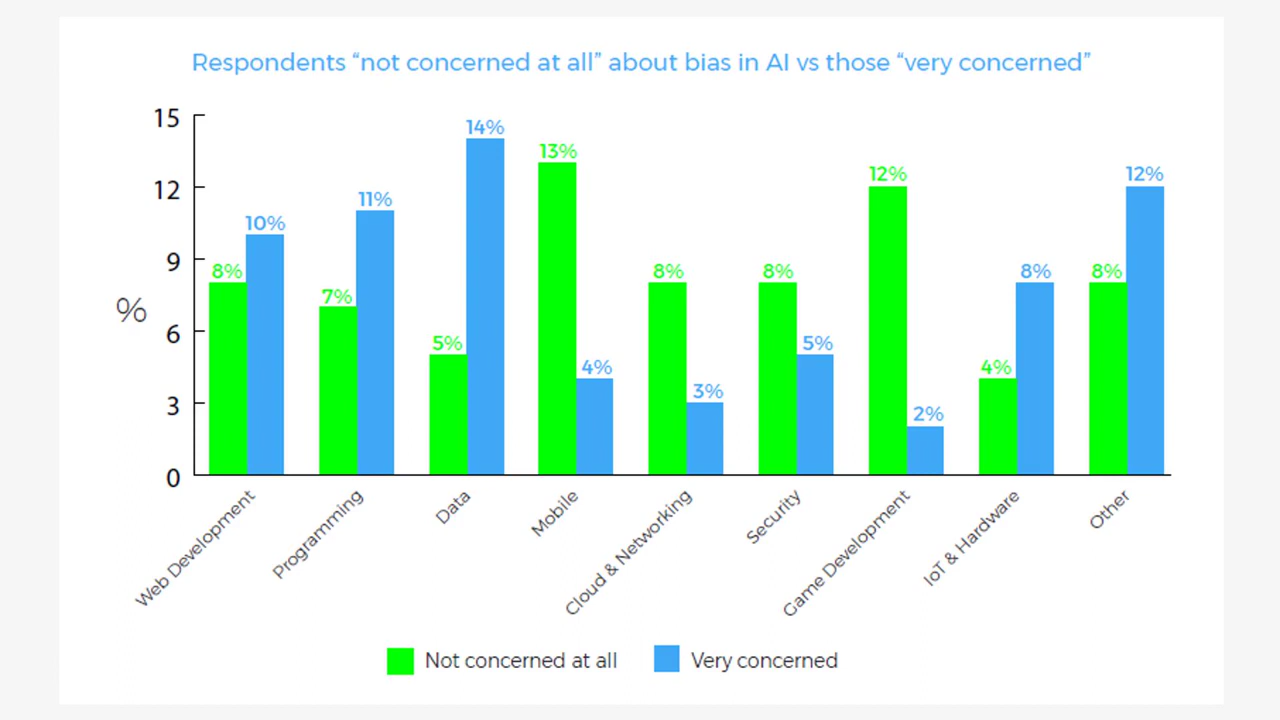 Respondents “not concerned at all” about bias in AI vs those “very concerned”
15
12
9
6
3
0
%
8%
10%
7%
11%
5%
14%
13%
4%
8%
3%
8%
5%
12%
2%
4%
8%
8%
12%
Web Development
Programming
Data
Mobile
Cloud & Networking
Security
Game Development
IoT & Hardware
Other
Not concerned at all
Very concerned